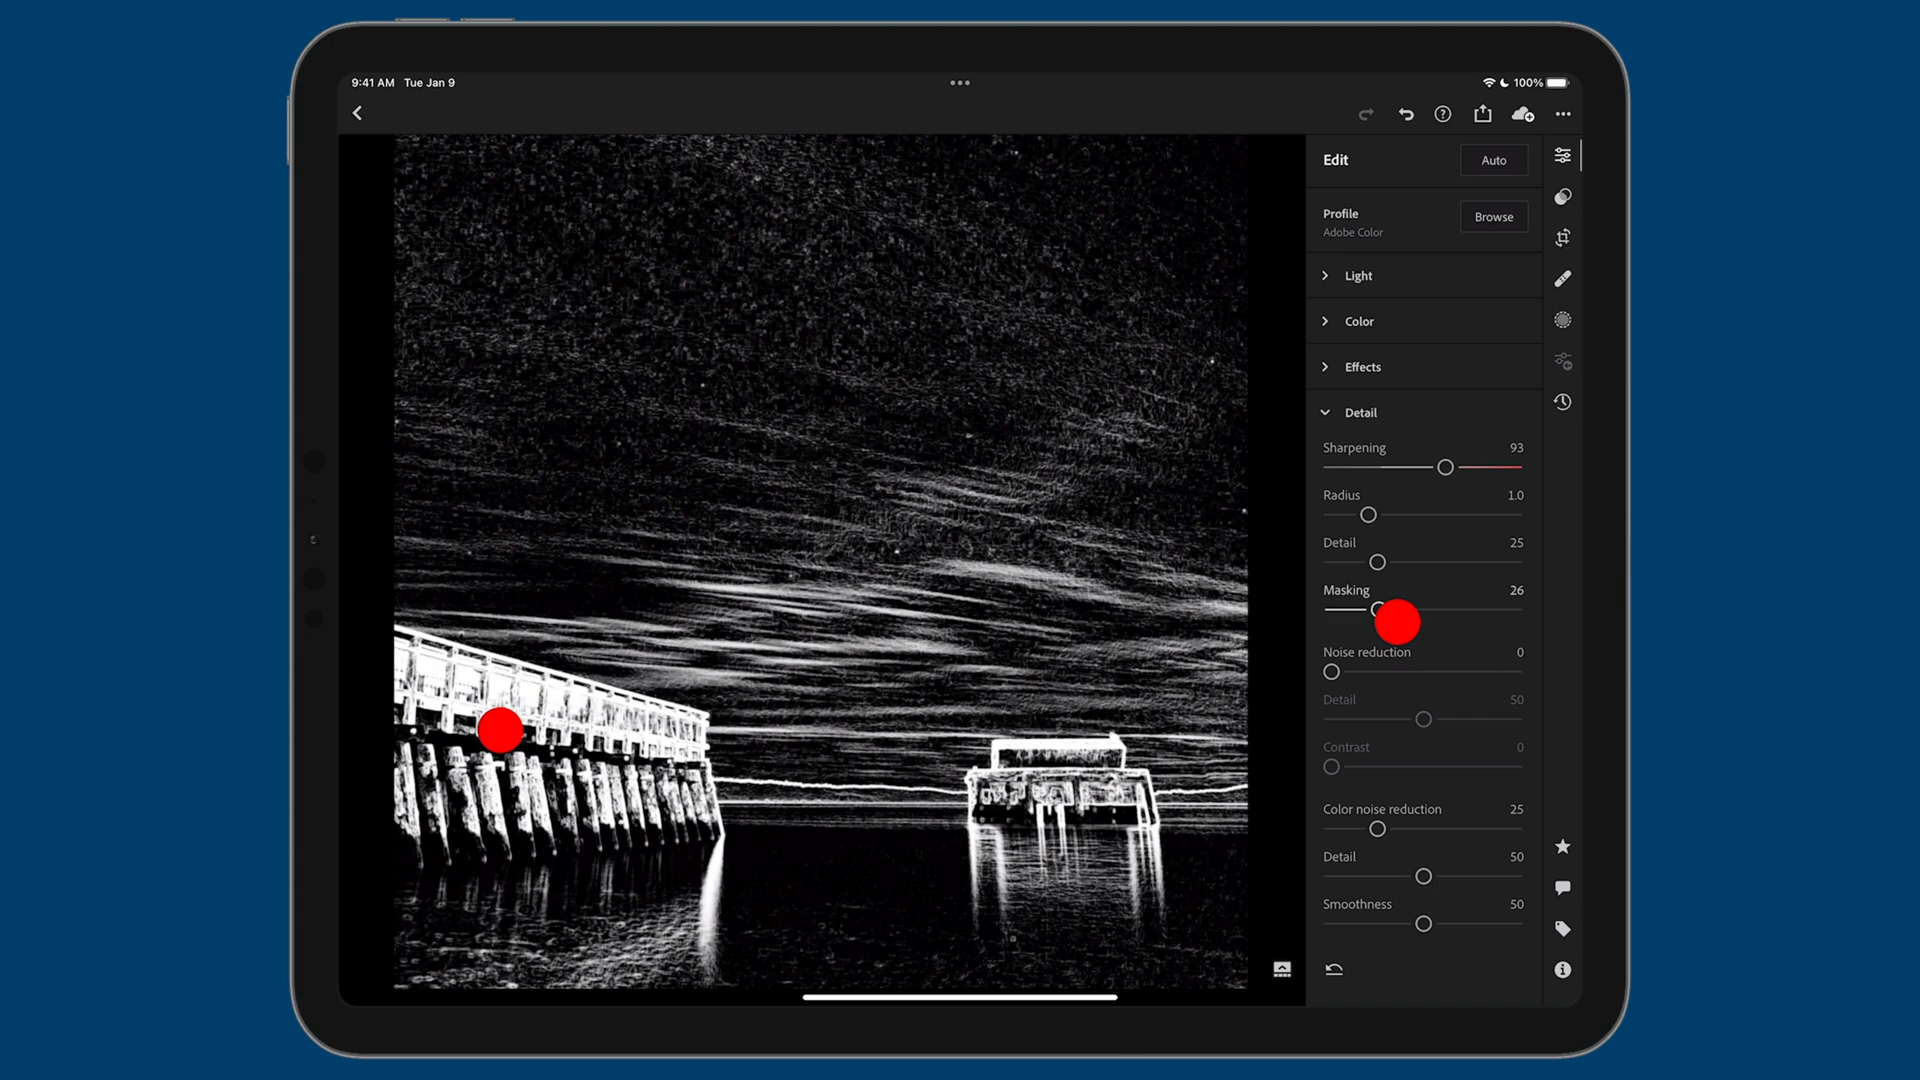 9:41 AM Tue Jan 9
100%
Edit
Auto
Profile
Adobe Color
Browse
Light
Color
Effects
Detail
Sharpening 93
Radius 1.0
Detail 25
Masking 26
Noise reduction 0
Detail 50
Contrast 0
Color noise reduction 25
Detail 50
Smoothness 50